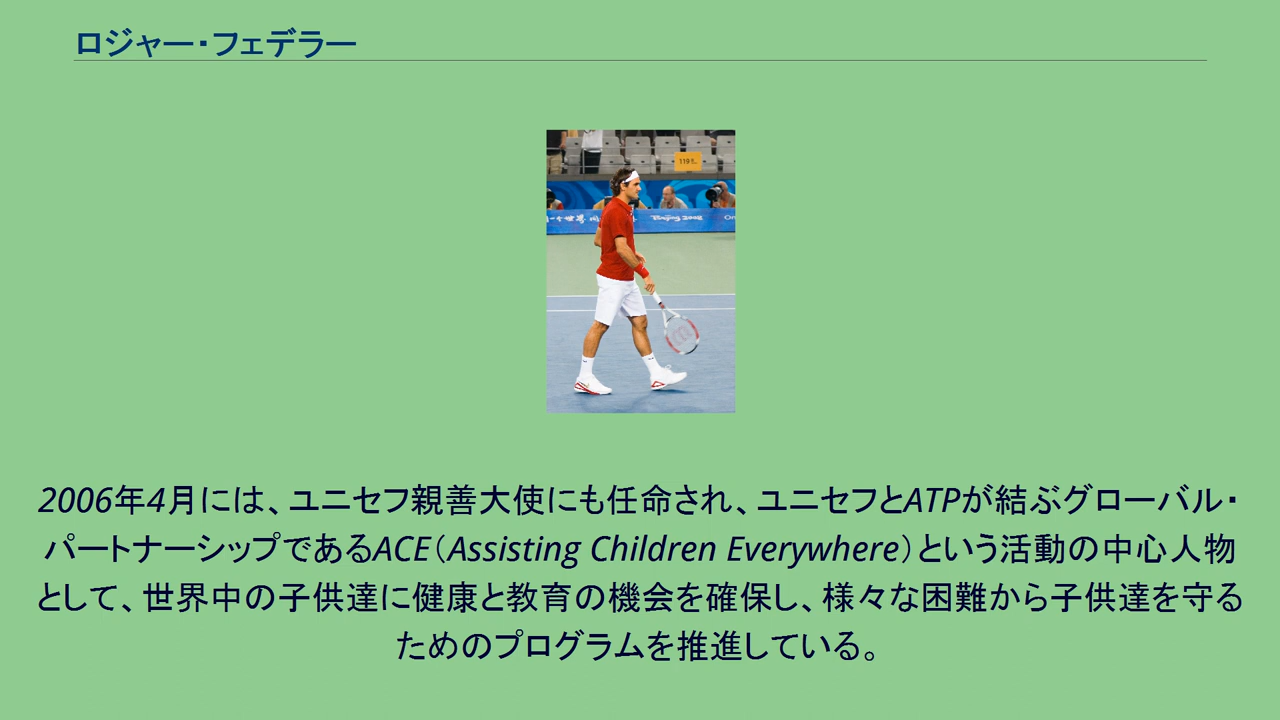 ロジャー・フェデラー
119
Beijing 2008
On
2006年4月には、ユニセフ親善大使にも任命され、ユニセフとATPが結ぶグローバル・
パートナーシップであるACE（Assisting Children Everywhere）という活動の中心人物
として、世界中の子供達に健康と教育の機会を確保し、様々な困難から子供達を守る
ためのプログラムを推進している。